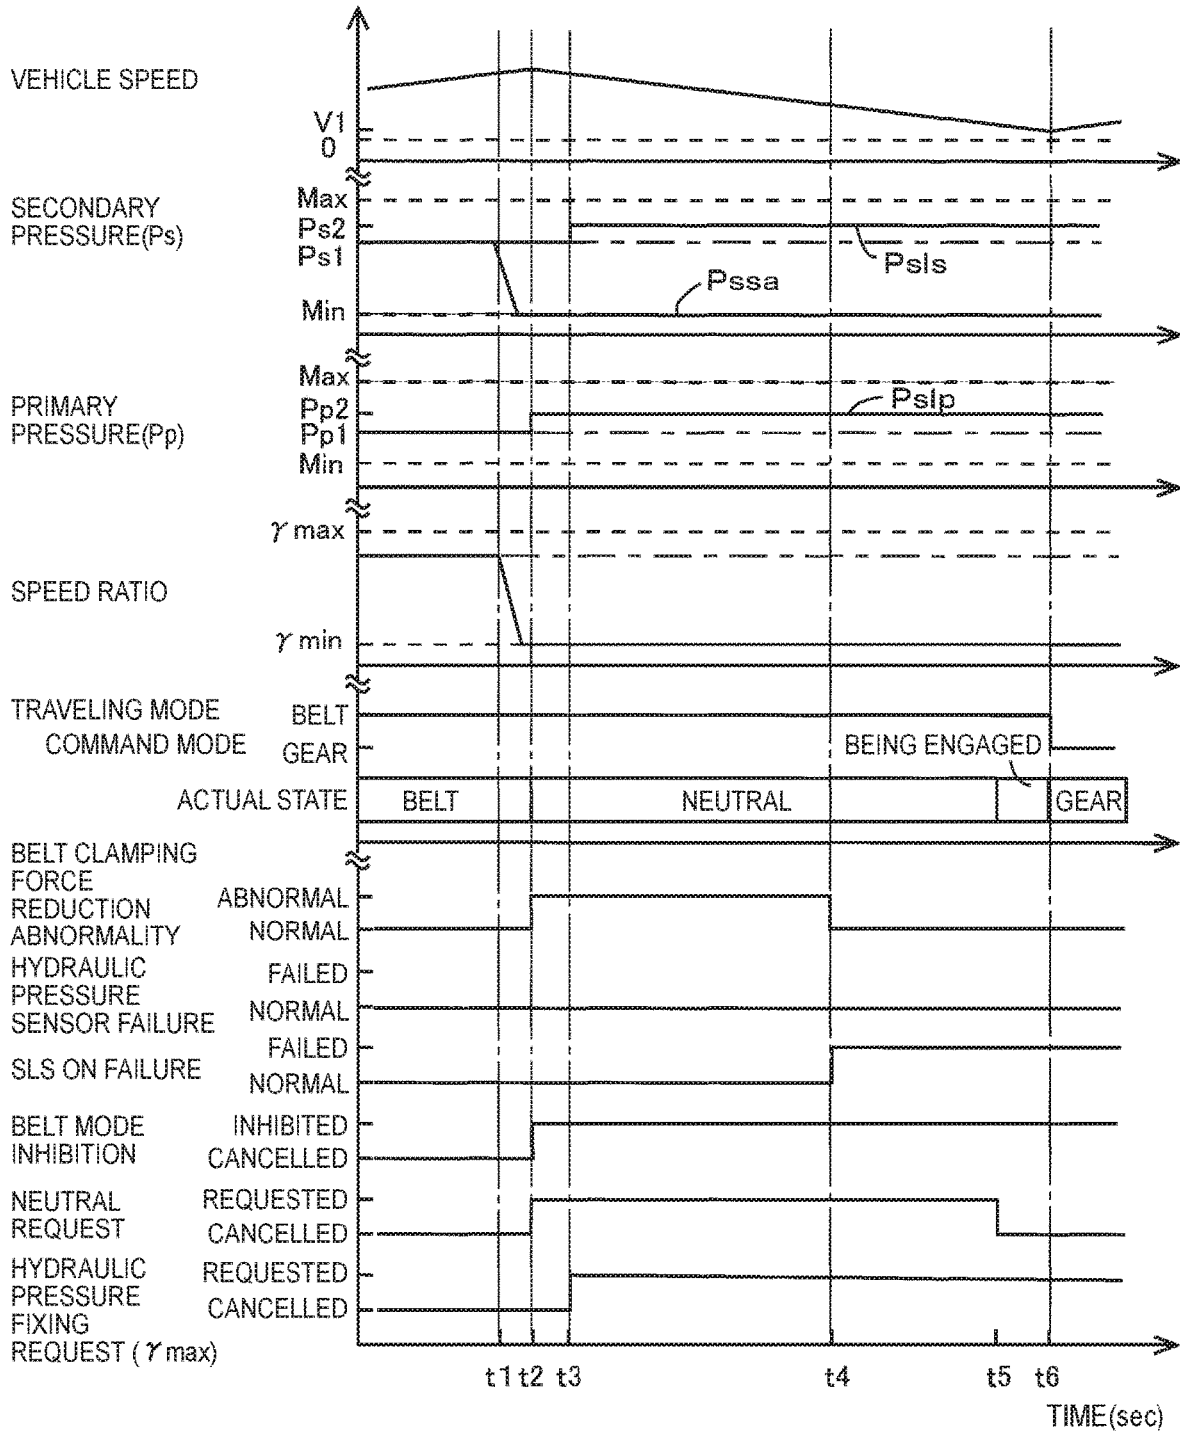 VEHICLE SPEED
V1
0
SECONDARY
PRESSURE(Ps)
Max
Ps2
Ps1
Min
Psls
Pssa
PRIMARY
PRESSURE(Pp)
Max
Pp2
Pp1
Min
Pslp
SPEED RATIO
γ max
γ min
TRAVELING MODE
COMMAND MODE
BELT
GEAR
BEING ENGAGED
ACTUAL STATE
BELT
NEUTRAL
GEAR
BELT CLAMPING
FORCE
REDUCTION
ABNORMALITY
ABNORMAL
NORMAL
HYDRAULIC
PRESSURE
SENSOR FAILURE
FAILED
NORMAL
SLS ON FAILURE
FAILED
NORMAL
BELT MODE
INHIBITION
INHIBITED
CANCELLED
NEUTRAL
REQUEST
REQUESTED
CANCELLED
HYDRAULIC
PRESSURE
FIXING
REQUEST ( γ max)
REQUESTED
CANCELLED
t1 t2 t3 t4 t5 t6
TIME(sec)